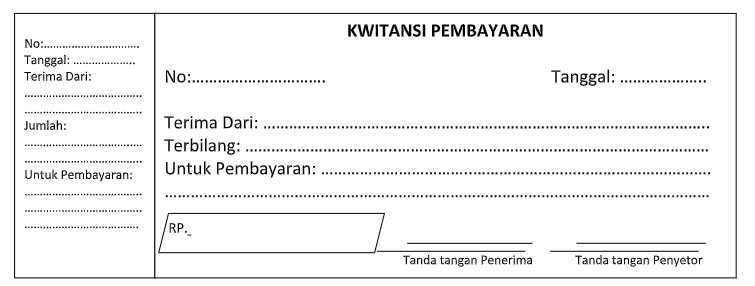 No:................................
Tanggal: ...................
Terima Dari:
.......................................
.......................................
Jumlah:
.......................................
.......................................
Untuk Pembayaran:
.......................................
.......................................
.......................................
KWITANSI PEMBAYARAN
No:...............................
Tanggal: ....................
Terima Dari: ........................................................................................................
Terbilang: ............................................................................................................
Untuk Pembayaran: ...........................................................................................
...............................................................................................................................
RP._
Tanda tangan Penerima
Tanda tangan Penyetor